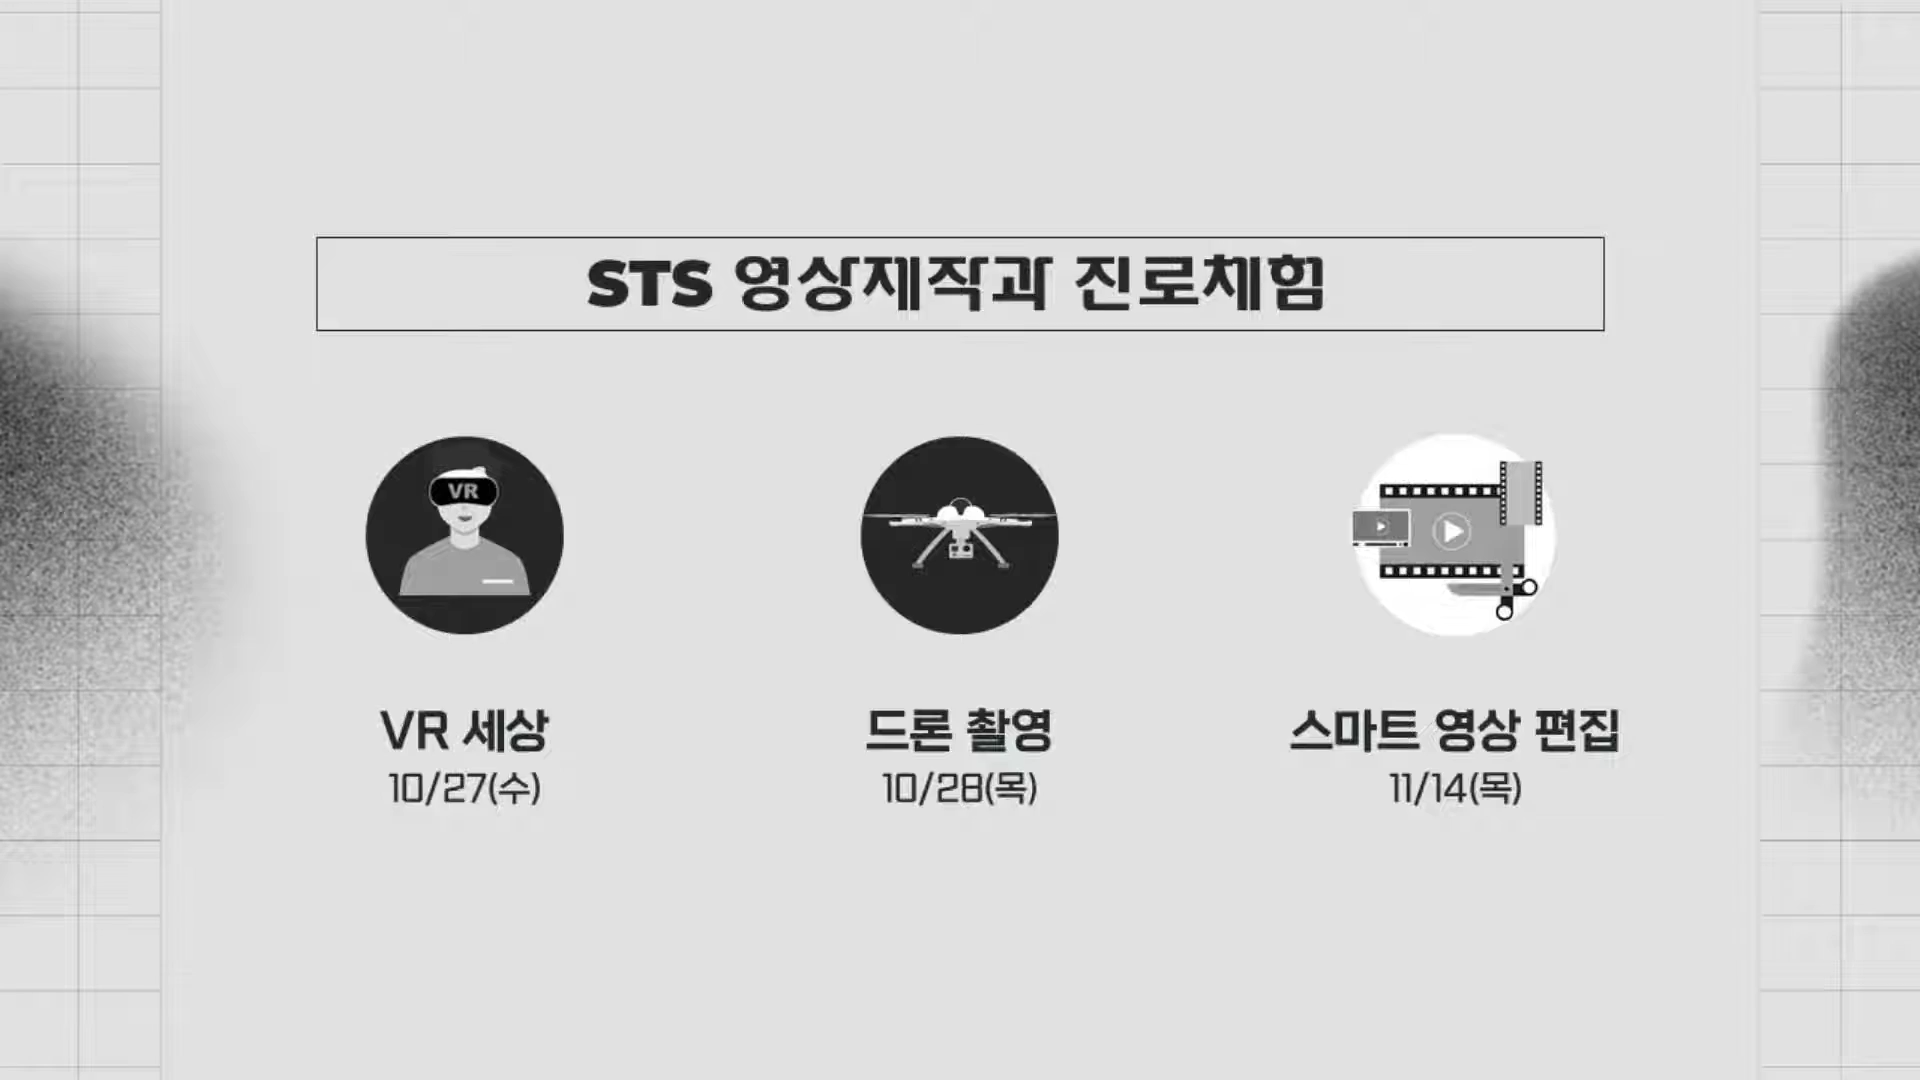 STS 영상제작과 진로체험
VR
VR 세상
10/27(수)
드론 촬영
10/28(목)
스마트 영상 편집
11/14(목)